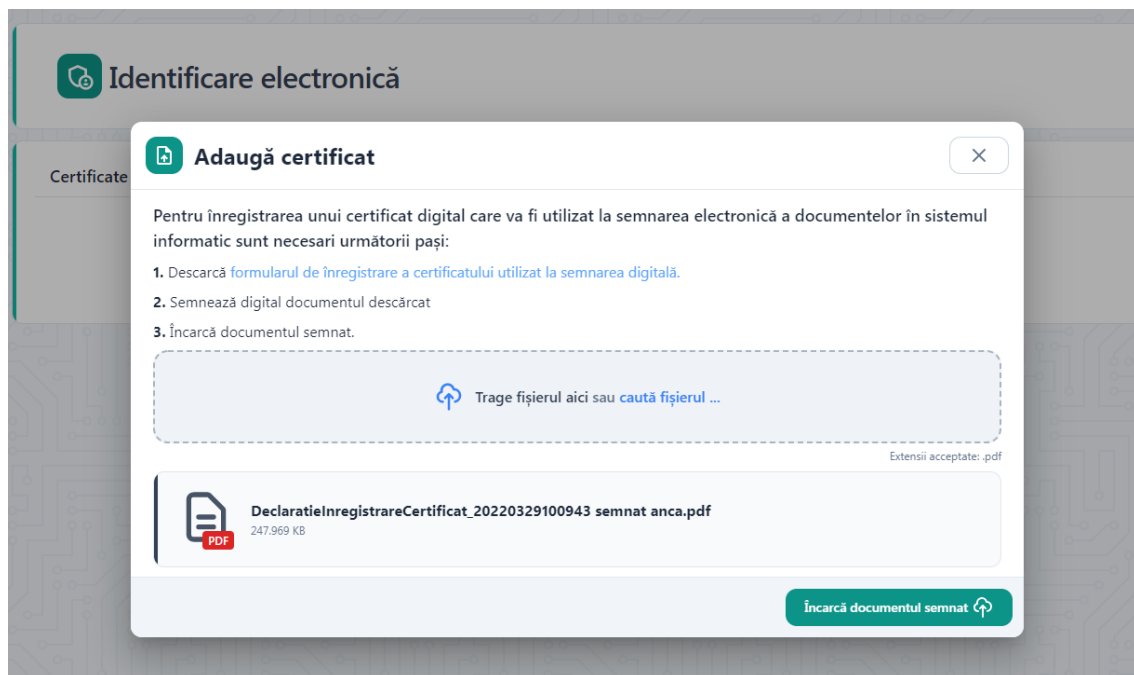 Identificare electronică
Adaugă certificat
Certificate
Pentru înregistrarea unui certificat digital care va fi utilizat la semnarea electronică a documentelor în sistemul
informatic sunt necesari următorii pași:
1. Descarcă formularul de înregistrare a certificatului utilizat la semnarea digitală.
2. Semnează digital documentul descărcat
3. Încarcă documentul semnat.
Trage fișierul aici sau caută fișierul ...
Extensii acceptate: .pdf
DeclaratieInregistrareCertificat_20220329100943 semnat anca.pdf
PDF
247.969 KB
Încarcă documentul semnat